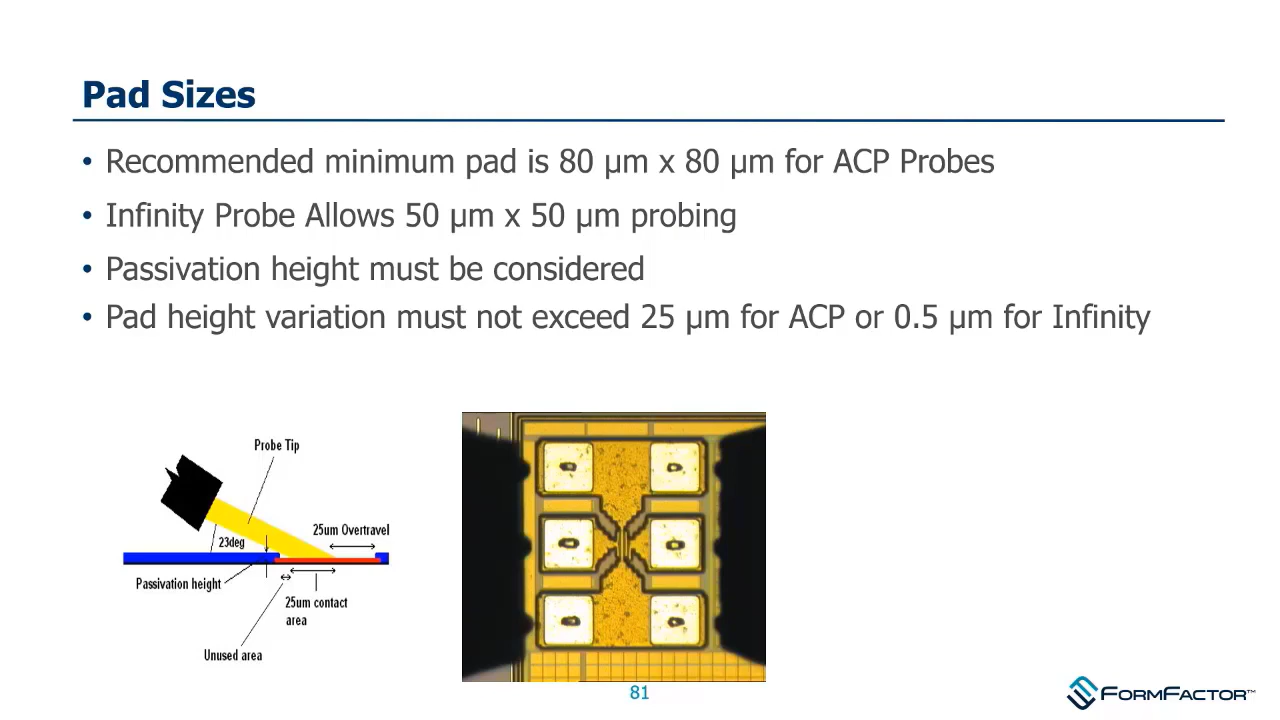 Pad Sizes
• Recommended minimum pad is 80 µm x 80 µm for ACP Probes
• Infinity Probe Allows 50 µm x 50 µm probing
• Passivation height must be considered
• Pad height variation must not exceed 25 µm for ACP or 0.5 µm for Infinity
Probe Tip
25um Overtravel
23deg
Passivation height
25um contact
area
Unused area
81
FORMFACTOR™